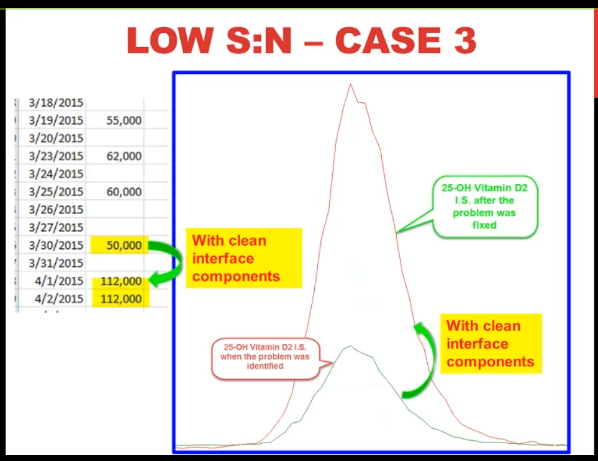 LOW S:N – CASE 3
3/18/2015
3/19/2015 55,000
3/20/2015
3/23/2015 62,000
3/24/2015
3/25/2015 60,000
3/26/2015
3/27/2015
3/30/2015 50,000
3/31/2015
4/1/2015 112,000
4/2/2015 112,000
With clean
interface
components
25-OH Vitamin D2
I.S. after the
problem was
fixed
25-OH Vitamin D2 I.S.
when the problem was
identified
With clean
interface
components